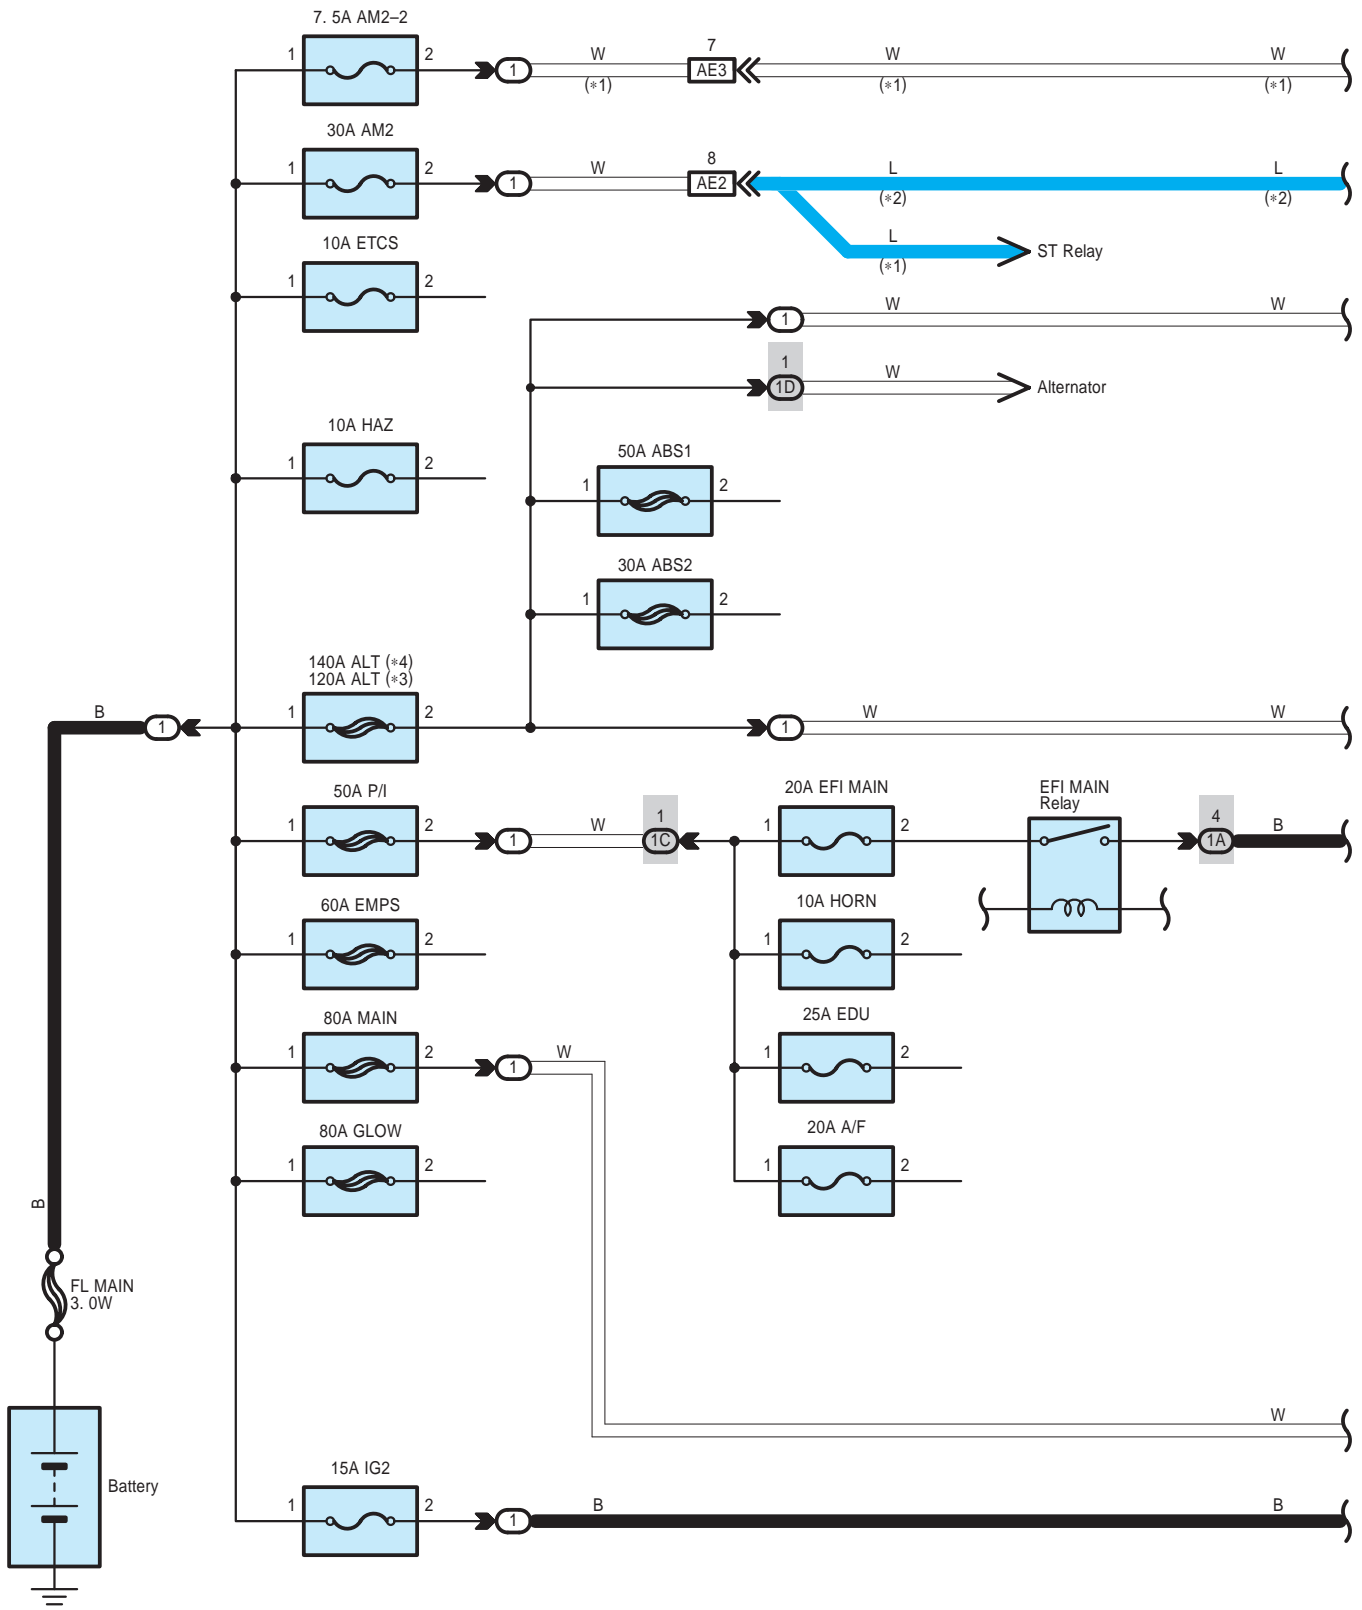 7. 5A AM2–2
1 2 1 W (*1) 7 AE3 W (*1) W (*1)
30A AM2
1 2 1 W 8 AE2 L (*2) L (*2)
L (*1) ST Relay
10A ETCS
1 2
1 W W
1 1D W Alternator
10A HAZ
1 2
50A ABS1
1 2
30A ABS2
1 2
140A ALT (*4)
120A ALT (*3)
B 1 1 2 1 W W
50A P/I
1 2 1 W 1 1C
20A EFI MAIN
1 2
EFI MAIN
Relay
4 1A B
60A EMPS
1 2
10A HORN
1 2
80A MAIN
1 2 1 W
25A EDU
1 2
80A GLOW
1 2
20A A/F
1 2
B
FL MAIN
3. 0W
W
Battery
15A IG2
1 2 1 B B